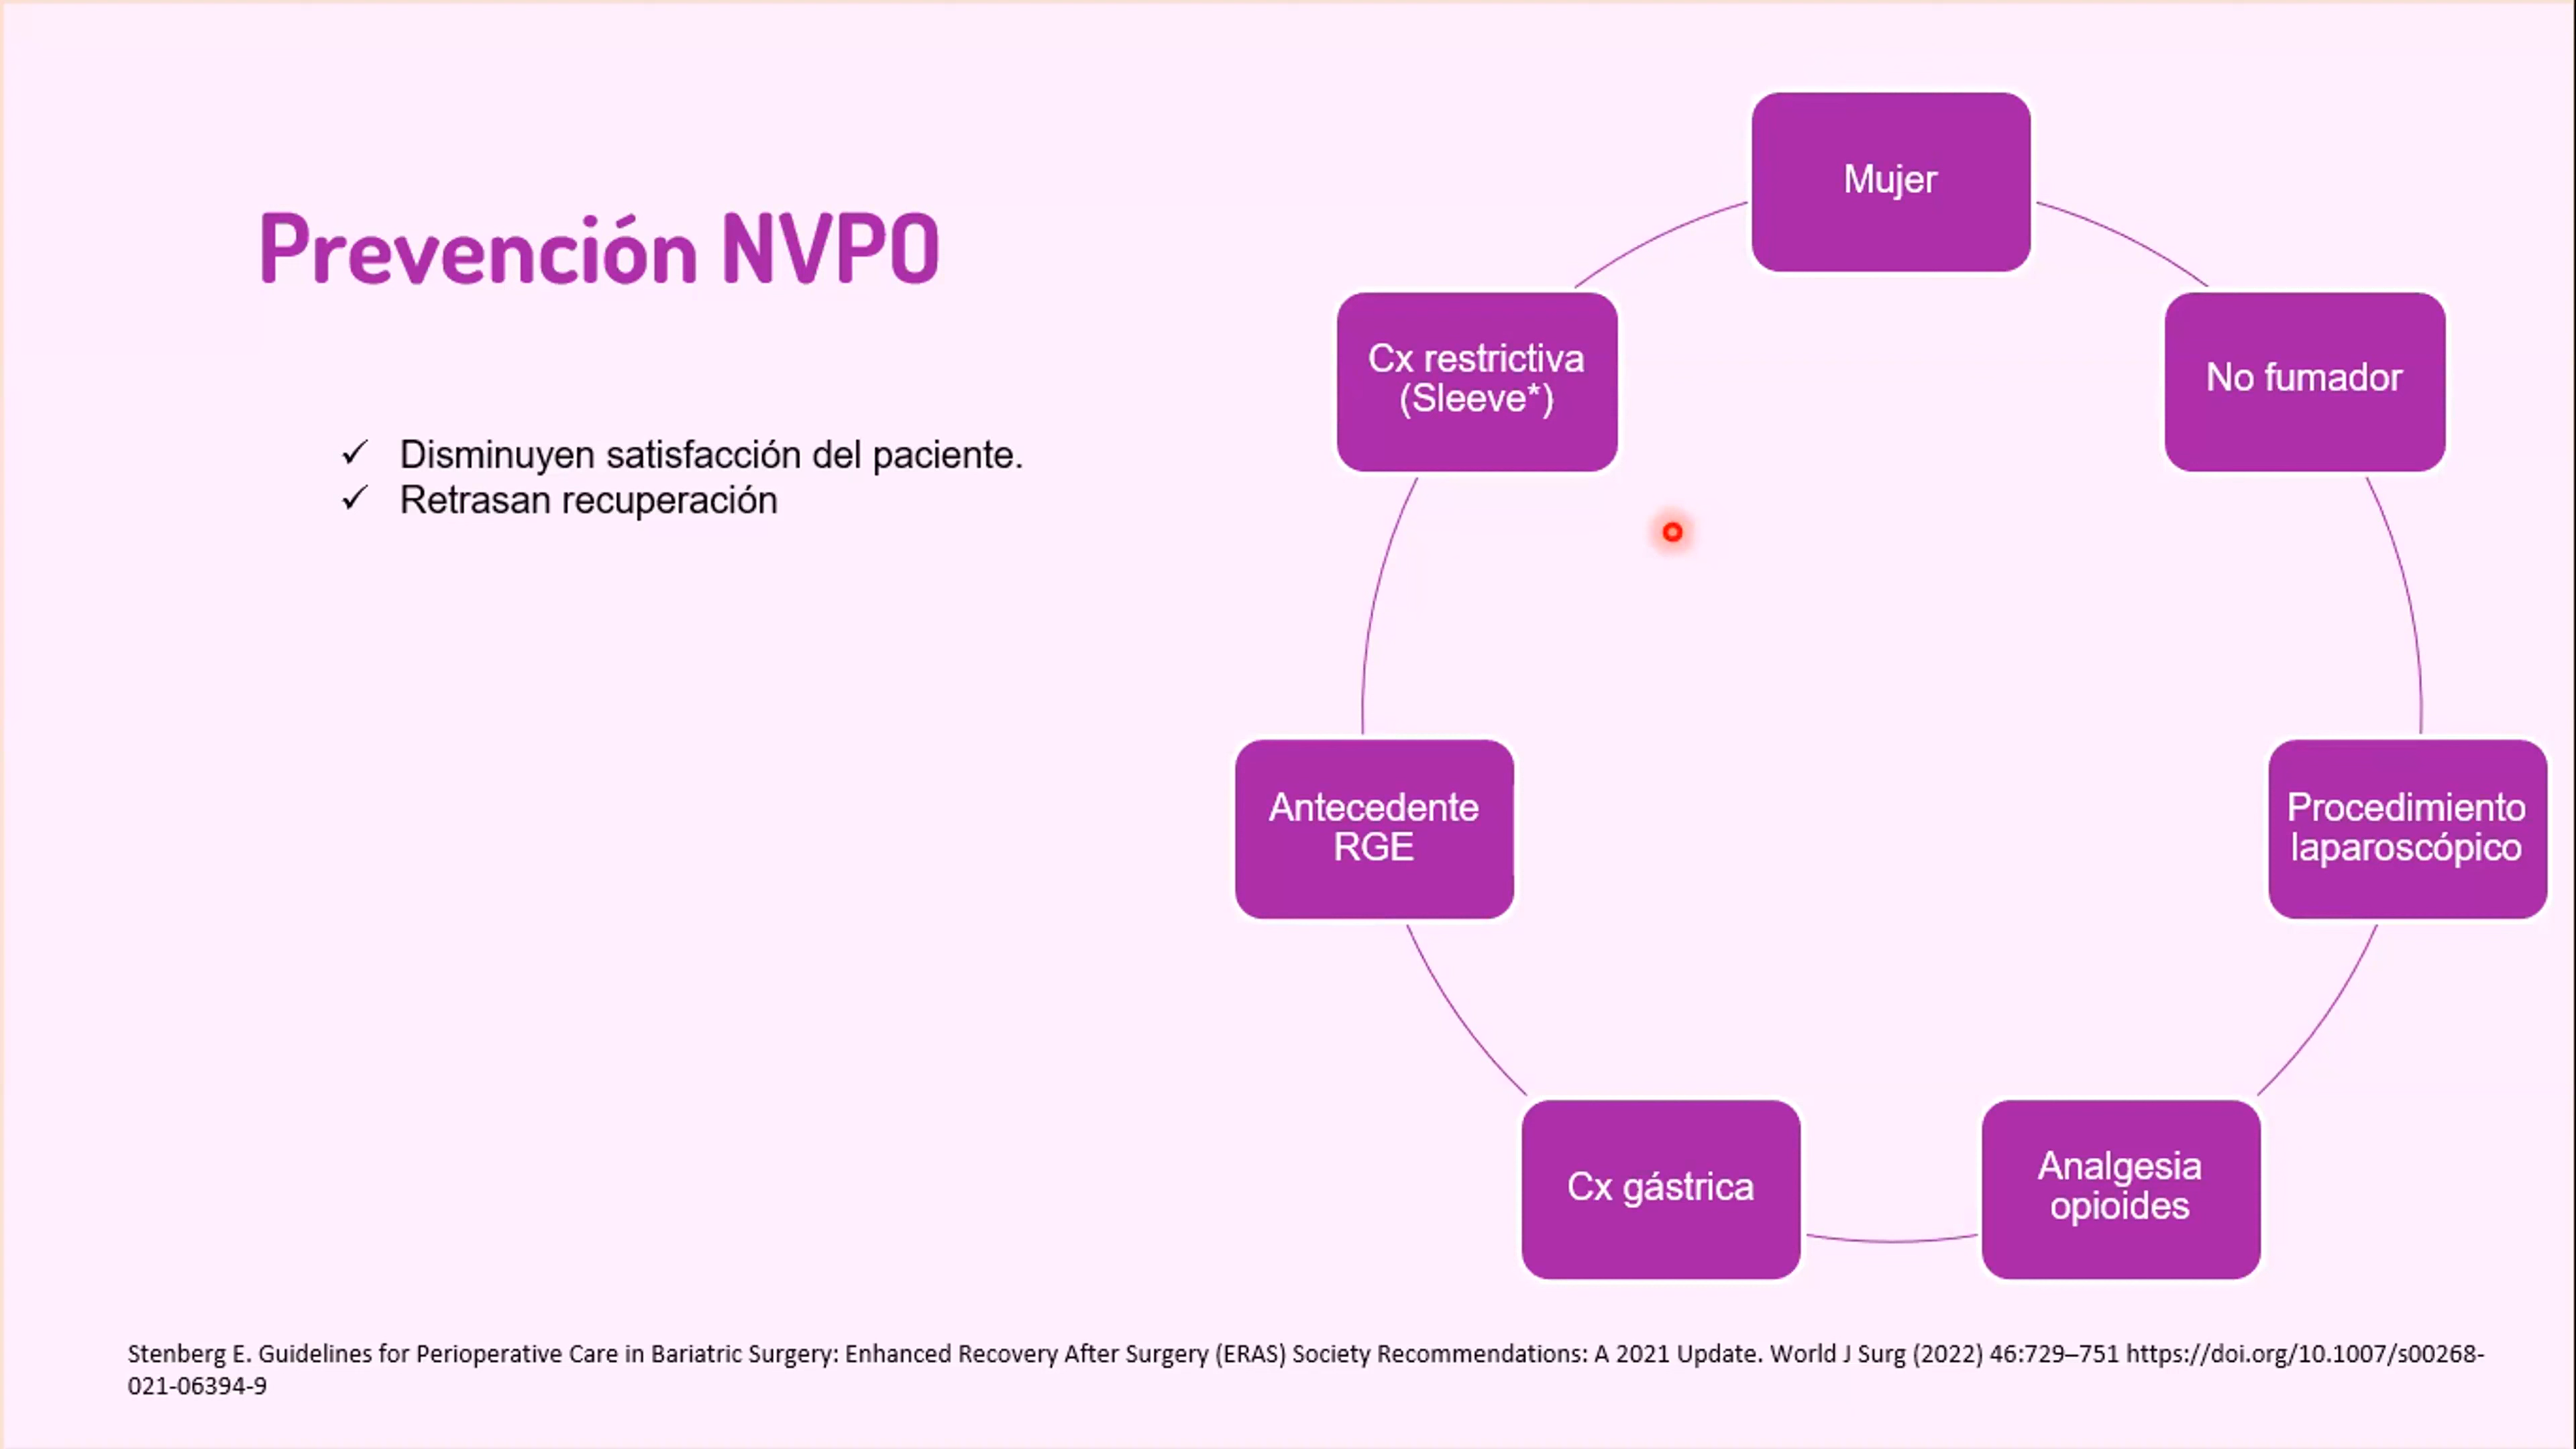 Prevención NVPO
✓ Disminuyen satisfacción del paciente.
✓ Retrasan recuperación
Mujer
No fumador
Procedimiento
laparoscópico
Analgesia
opioides
Cx gástrica
Antecedente
RGE
Cx restrictiva
(Sleeve*)
Stenberg E. Guidelines for Perioperative Care in Bariatric Surgery: Enhanced Recovery After Surgery (ERAS) Society Recommendations: A 2021 Update. World J Surg (2022) 46:729–751 https://doi.org/10.1007/s00268-
021-06394-9